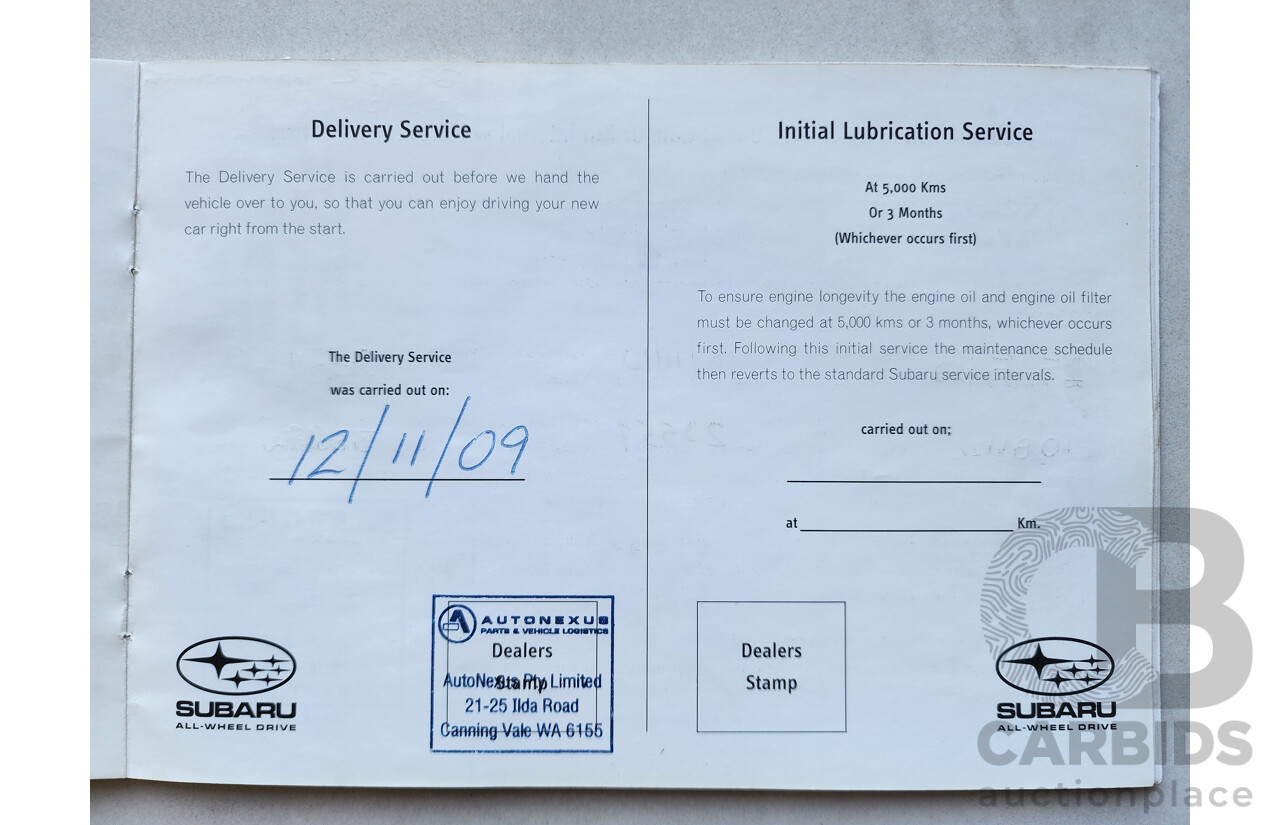 Delivery Service
The Delivery Service is carried out before we hand the
vehicle over to you, so that you can enjoy driving your new
car right from the start.
The Delivery Service
was carried out on:
12/11/09
AUTONEXUS
PARTS & VEHICLE LOGISTICS
Dealers
Stamp
AutoNexus Pty Limited
21-25 Ilda Road
Canning Vale WA 6155
SUBARU
ALL-WHEEL DRIVE
Initial Lubrication Service
At 5,000 Kms
Or 3 Months
(Whichever occurs first)
To ensure engine longevity the engine oil and engine oil filter
must be changed at 5,000 kms or 3 months, whichever occurs
first. Following this initial service the maintenance schedule
then reverts to the standard Subaru service intervals.
carried out on:
at Km.
Dealers
Stamp
SUBARU
ALL-WHEEL DRIVE
CB
CARBIDS
auctionplace